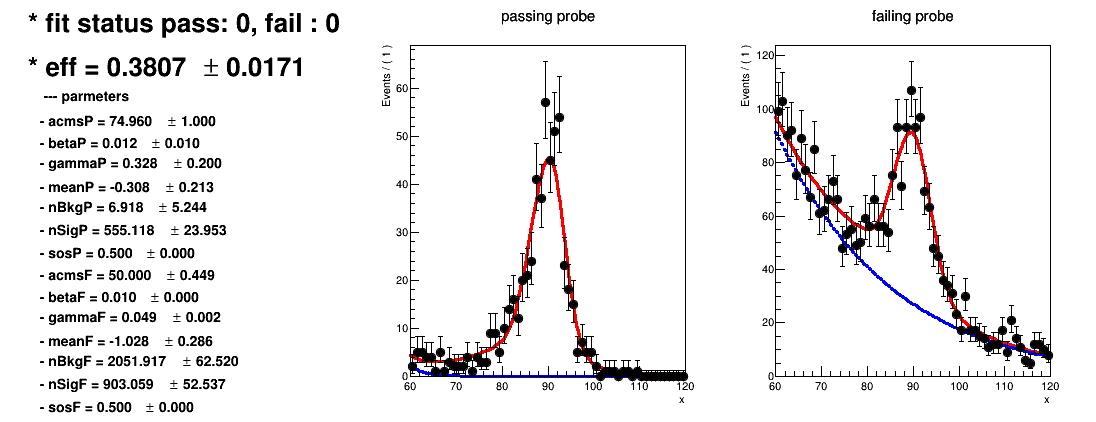 * fit status pass: 0, fail : 0
* eff = 0.3807 ± 0.0171
--- parmeters
- acmsP = 74.960 ± 1.000
- betaP = 0.012 ± 0.010
- gammaP = 0.328 ± 0.200
- meanP = -0.308 ± 0.213
- nBkgP = 6.918 ± 5.244
- nSigP = 555.118 ± 23.953
- sosP = 0.500 ± 0.000
- acmsF = 50.000 ± 0.449
- betaF = 0.010 ± 0.000
- gammaF = 0.049 ± 0.002
- meanF = -1.028 ± 0.286
- nBkgF = 2051.917 ± 62.520
- nSigF = 903.059 ± 52.537
- sosF = 0.500 ± 0.000
passing probe
Events / ( 1 )
60
50
40
30
20
10
0
60 70 80 90 100 110 120
x
failing probe
Events / ( 1 )
120
100
80
60
40
20
0
60 70 80 90 100 110 120
x